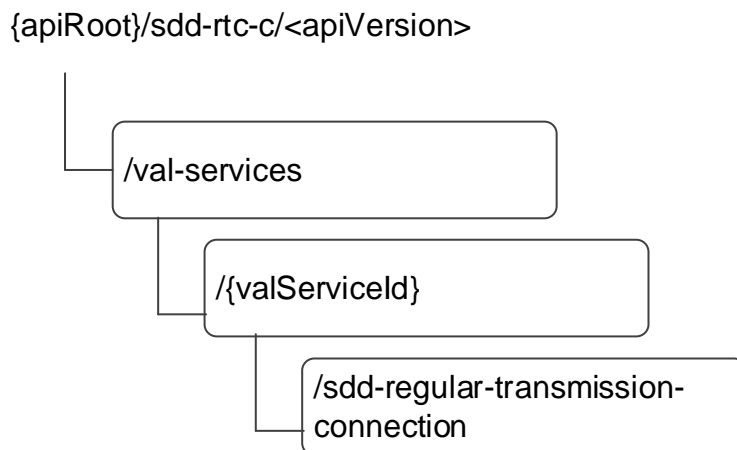 {apiRoot}/sdd-rtc-c/<apiVersion>
/val-services
/{valServiceId}
/sdd-regular-transmission-
connection